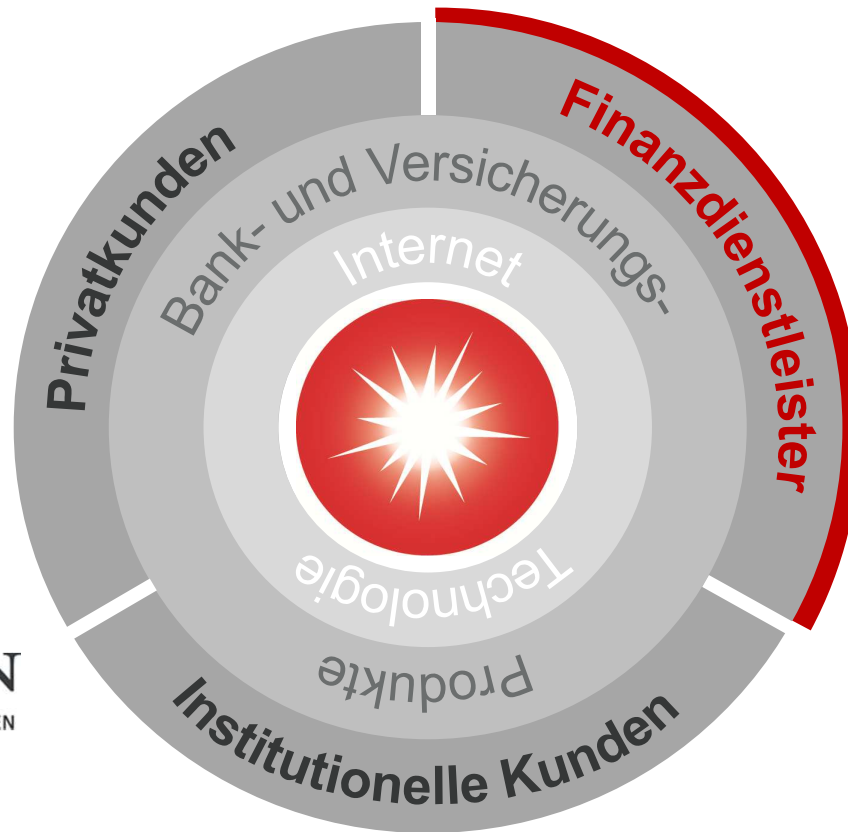 Privatkunden
Finanzdienstleister
Bank- und Versicherungs-
Internet
Technologie
Produkte
Institutionelle Kunden